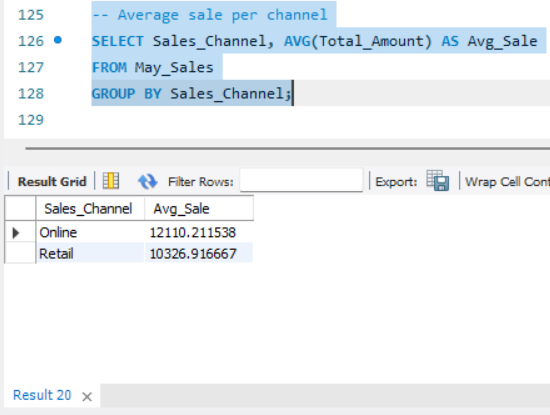 125 -- Average sale per channel
126 SELECT Sales_Channel, AVG(Total_Amount) AS Avg_Sale
127 FROM May_Sales
128 GROUP BY Sales_Channel;
129
Result Grid Filter Rows: Export: Wrap Cell Cont
Sales_Channel Avg_Sale
Online 12110.211538
Retail 10326.916667
Result 20 ×